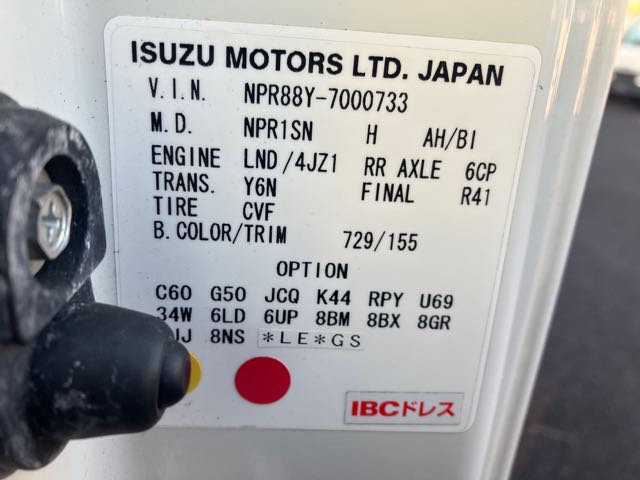 ISUZU MOTORS LTD. JAPAN
V.I.N. NPR88Y-7000733
M.D. NPR1SN H AH/BI
ENGINE LND/4JZ1 RR AXLE 6CP
TRANS. Y6N FINAL R41
TIRE CVF
B.COLOR/TRIM 729/155
OPTION
C60 G50 JCQ K44 RPY U69
34W 6LD 6UP 8BM 8BX 8GR
8NS *LE*GS
IBCドレス